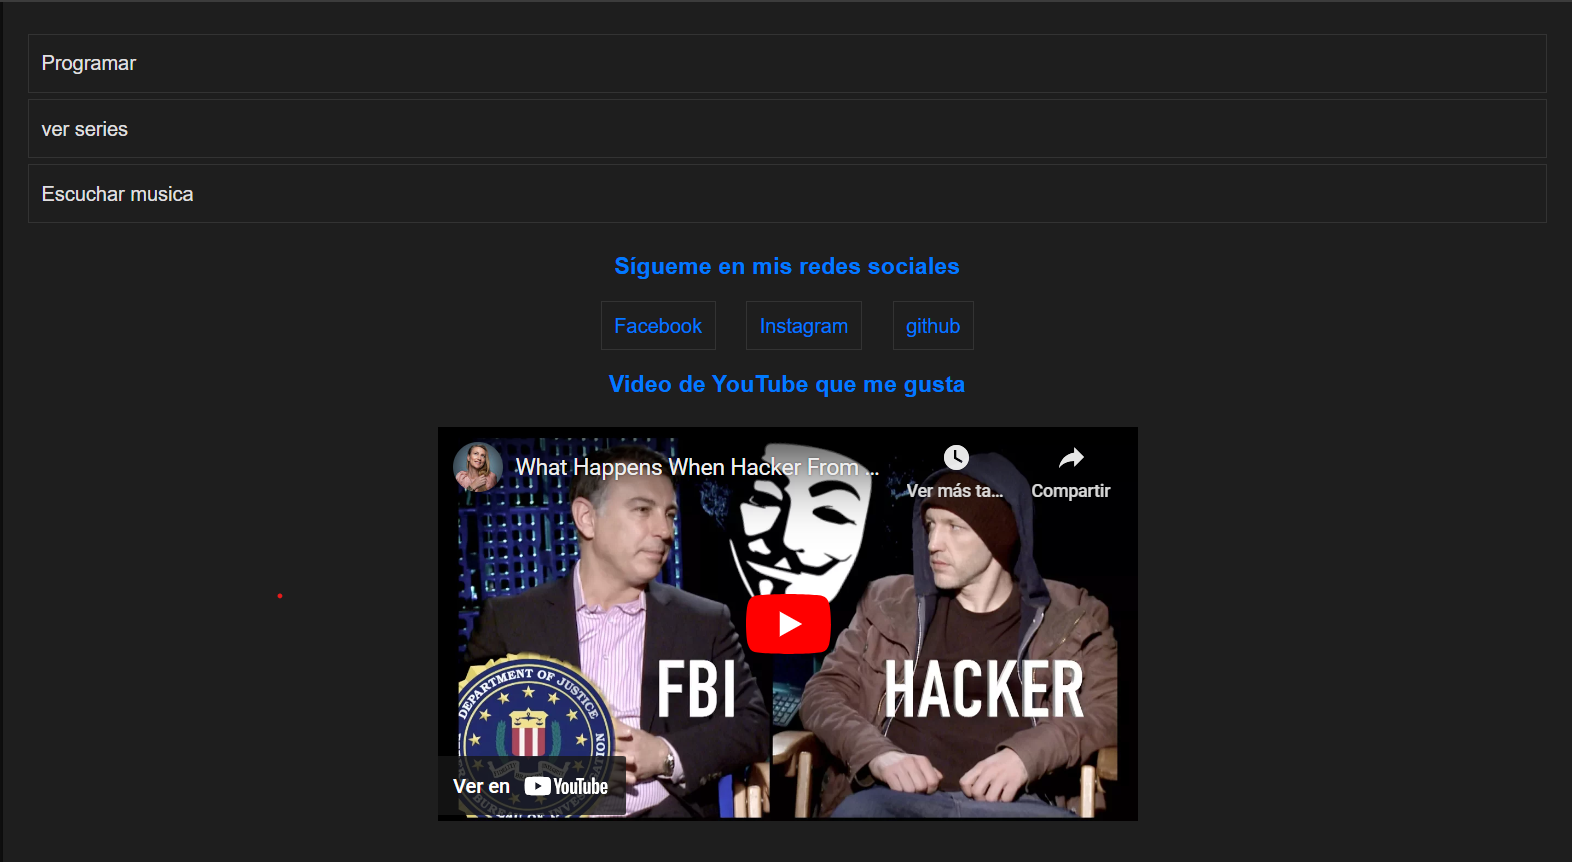 Programar
ver series
Escuchar musica
Sígueme en mis redes sociales
Facebook Instagram github
Video de YouTube que me gusta
What Happens When Hacker From ...
Ver más ta... Compartir
FBI HACKER
DEPARTMENT OF JUSTICE
Ver en YouTube